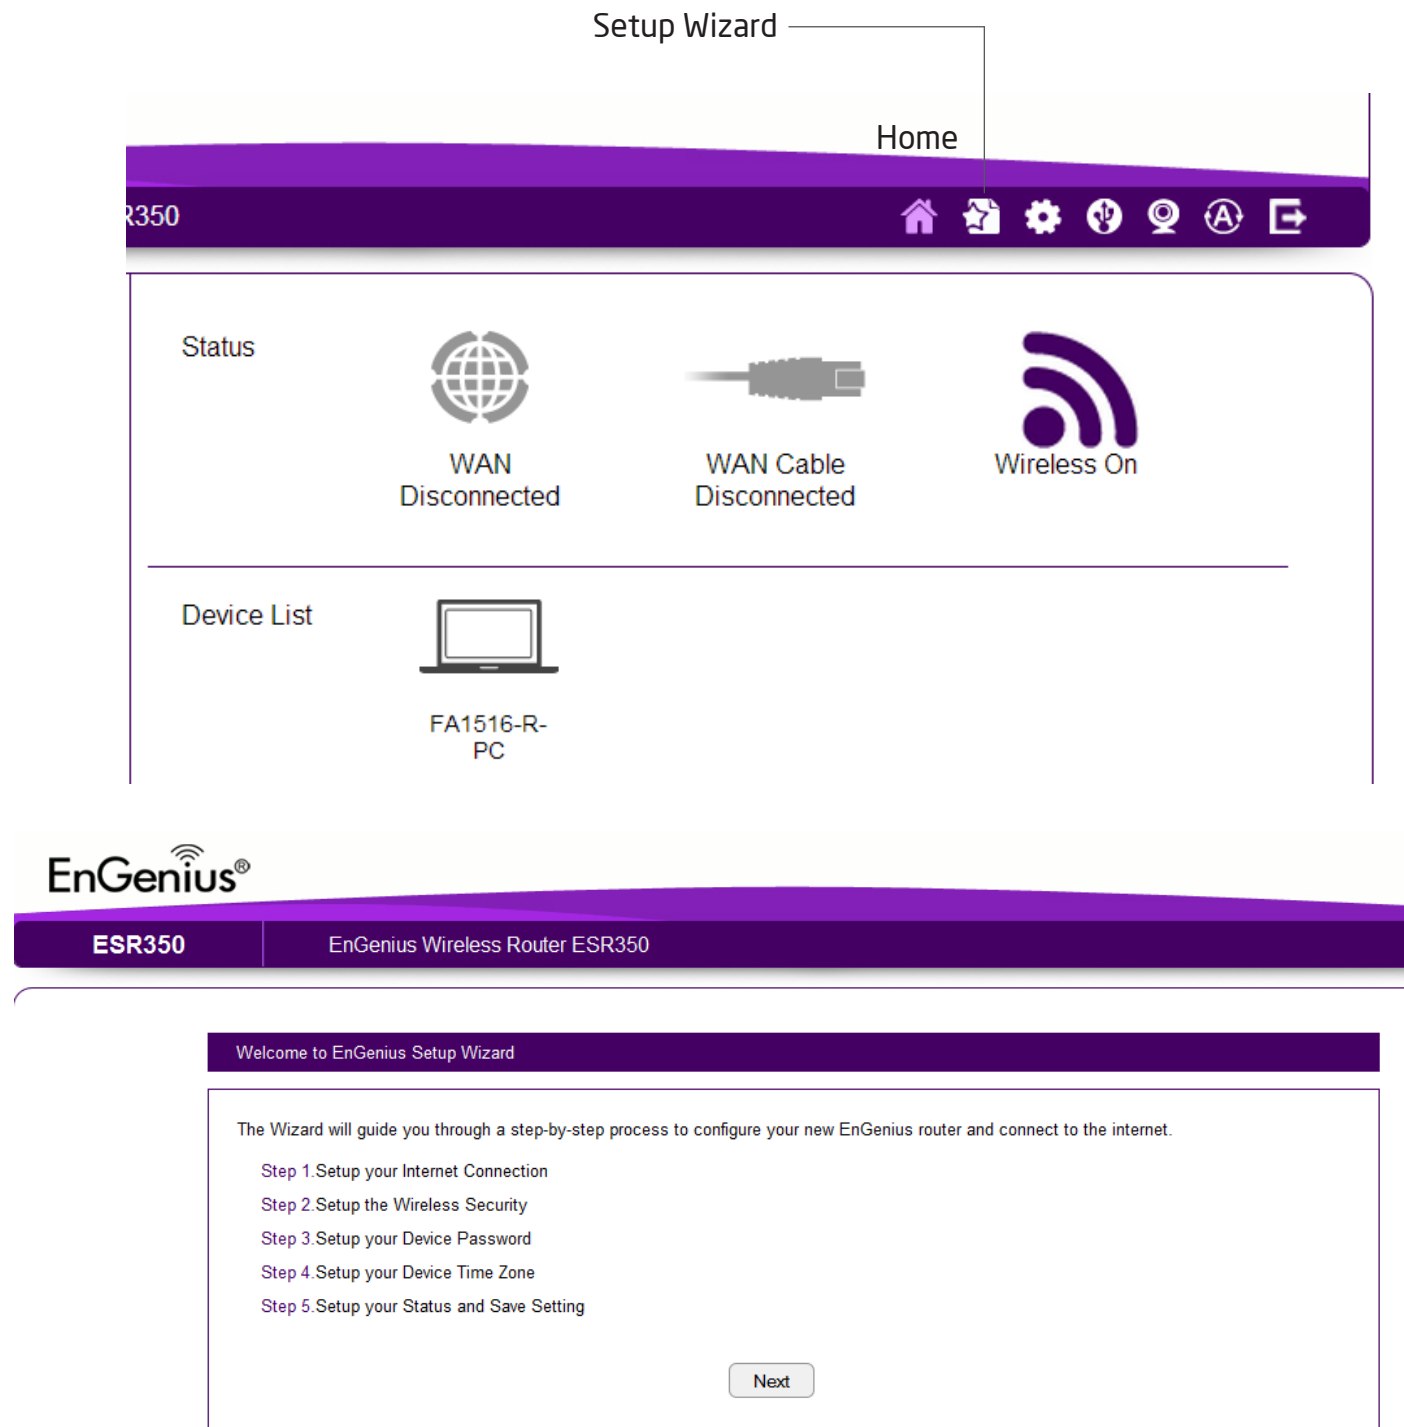 Setup Wizard
Home
R350
Status
WAN
Disconnected
WAN Cable
Disconnected
Wireless On
Device List
FA1516-R-
PC
EnGenius®
ESR350
EnGenius Wireless Router ESR350
Welcome to EnGenius Setup Wizard
The Wizard will guide you through a step-by-step process to configure your new EnGenius router and connect to the internet.
Step 1.Setup your Internet Connection
Step 2.Setup the Wireless Security
Step 3.Setup your Device Password
Step 4.Setup your Device Time Zone
Step 5.Setup your Status and Save Setting
Next